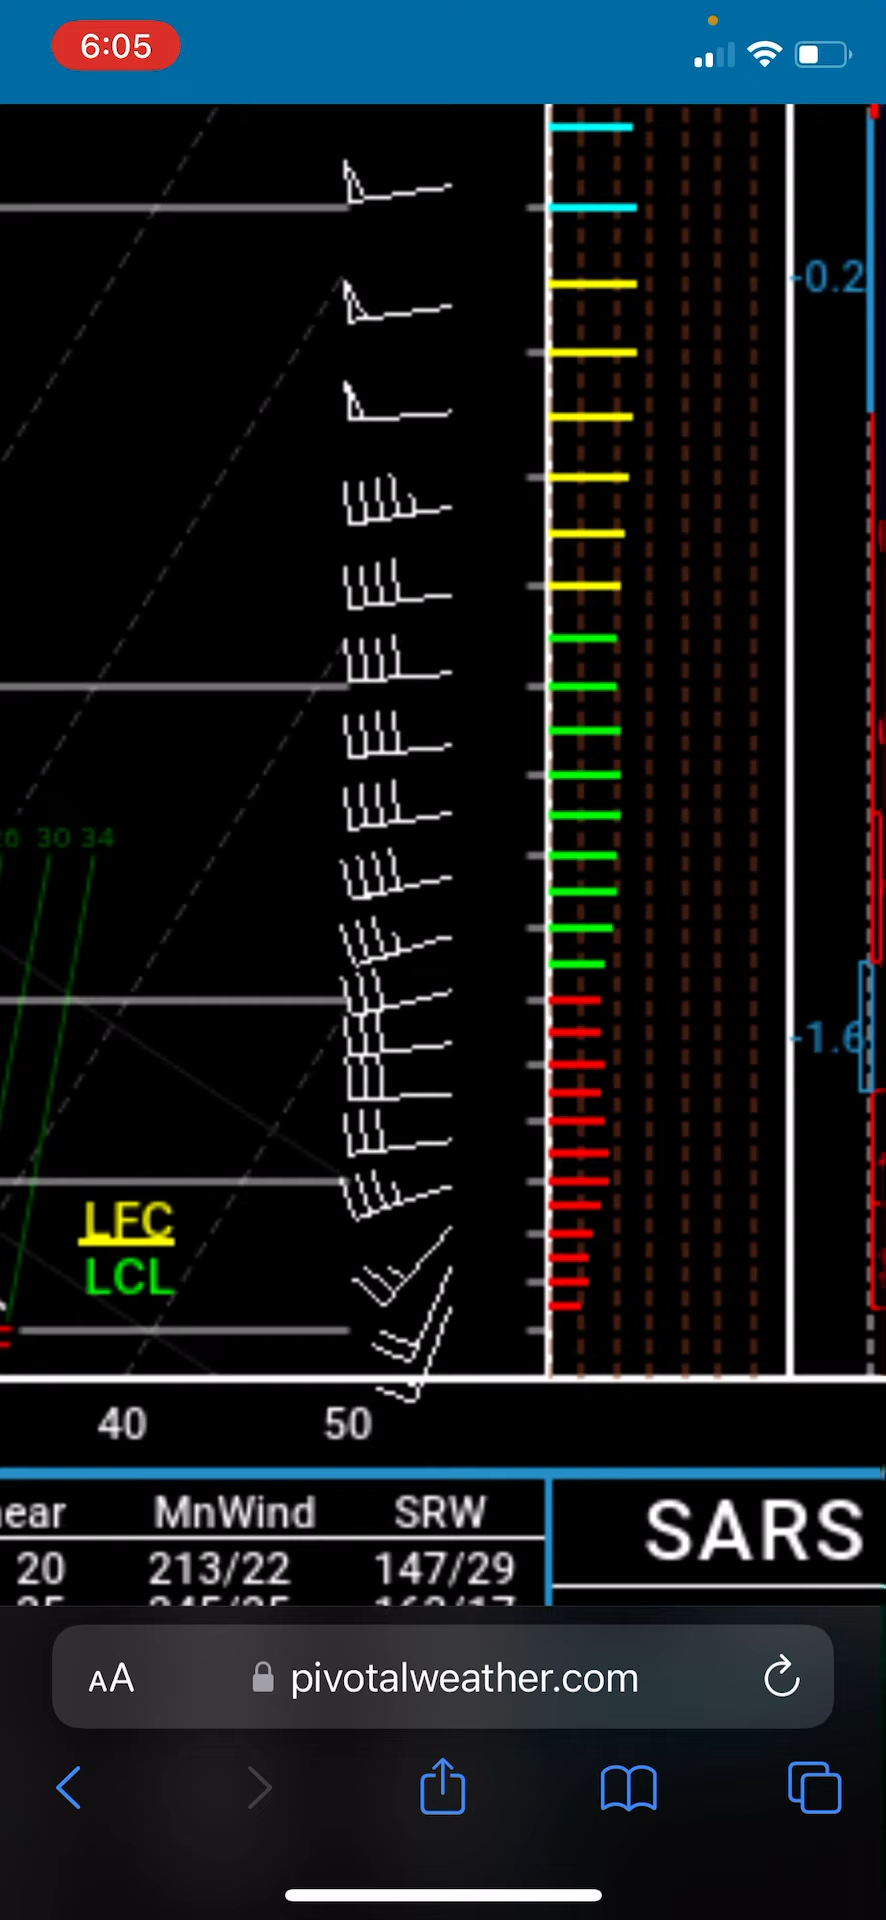 6:05
-0.2
30 34
-1.6
LFC
LCL
40 50
MnWind SRW
SARS
20 213/22 147/29
AA pivotalweather.com